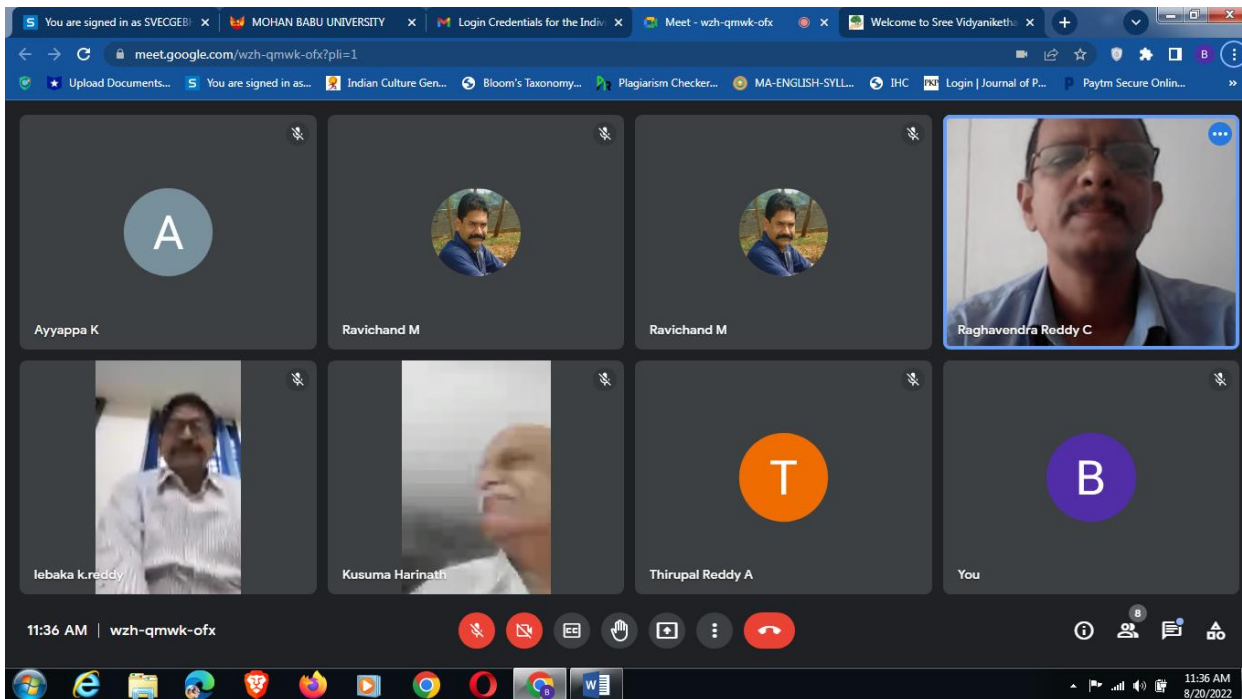 You are signed in as SVECGEBH
MOHAN BABU UNIVERSITY
Login Credentials for the Indiv
Meet - wzh-qmwk-ofx
Welcome to Sree Vidyaniketha
meet.google.com/wzh-qmwk-ofx?pli=1
B
Upload Documents...
You are signed in as...
Indian Culture Gen...
Bloom's Taxonomy...
Plagiarism Checker...
MA-ENGLISH-SYLL...
IHC
PKP
Login | Journal of P...
Paytm Secure Onlin...
»
A
Ayyappa K
Ravichand M
Ravichand M
Raghavendra Reddy C
lebaka k.reddy
Kusuma Harinath
T
Thirupal Reddy A
B
You
11:36 AM | wzh-qmwk-ofx
CC
8
11:36 AM
8/20/2022